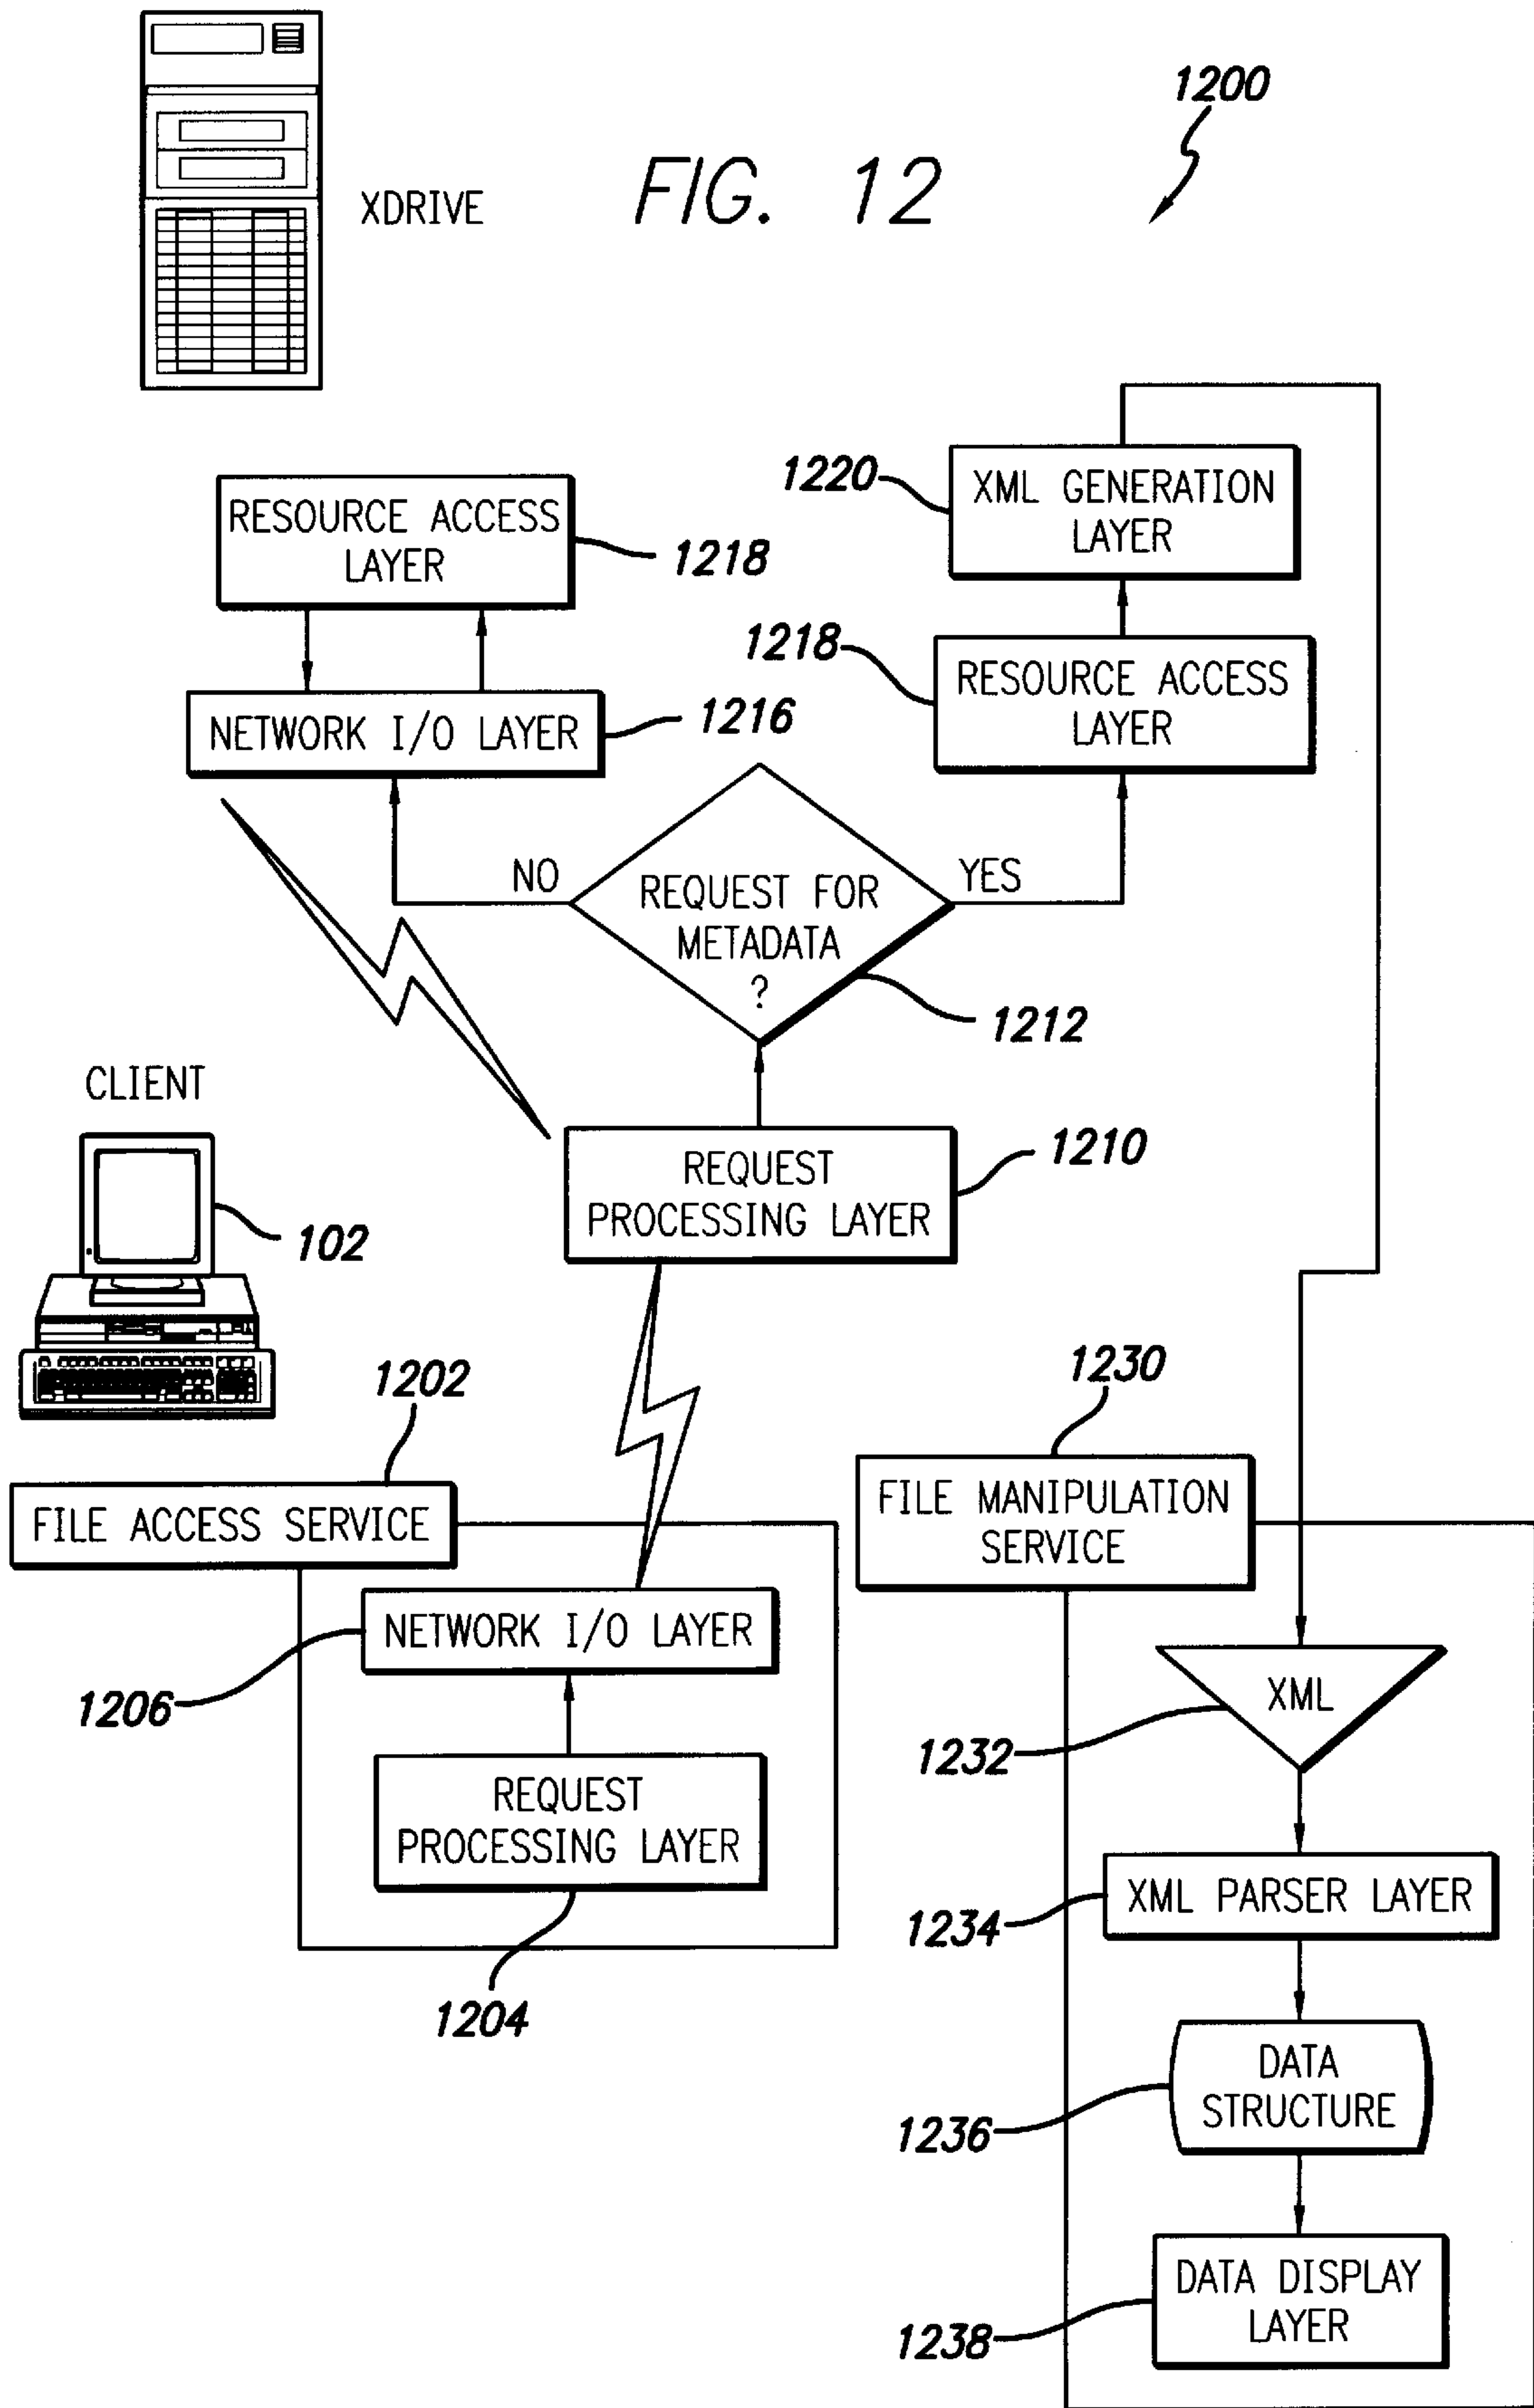 1200
XDRIVE
FIG. 12
1220
XML GENERATION
LAYER
RESOURCE ACCESS
LAYER
1218
1218
RESOURCE ACCESS
LAYER
NETWORK I/O LAYER
1216
NO
REQUEST FOR
METADATA
?
YES
1212
CLIENT
102
REQUEST
PROCESSING LAYER
1210
1202
FILE ACCESS SERVICE
1230
FILE MANIPULATION
SERVICE
NETWORK I/O LAYER
1206
REQUEST
PROCESSING LAYER
1204
XML
1232
XML PARSER LAYER
1234
DATA
STRUCTURE
1236
DATA DISPLAY
LAYER
1238